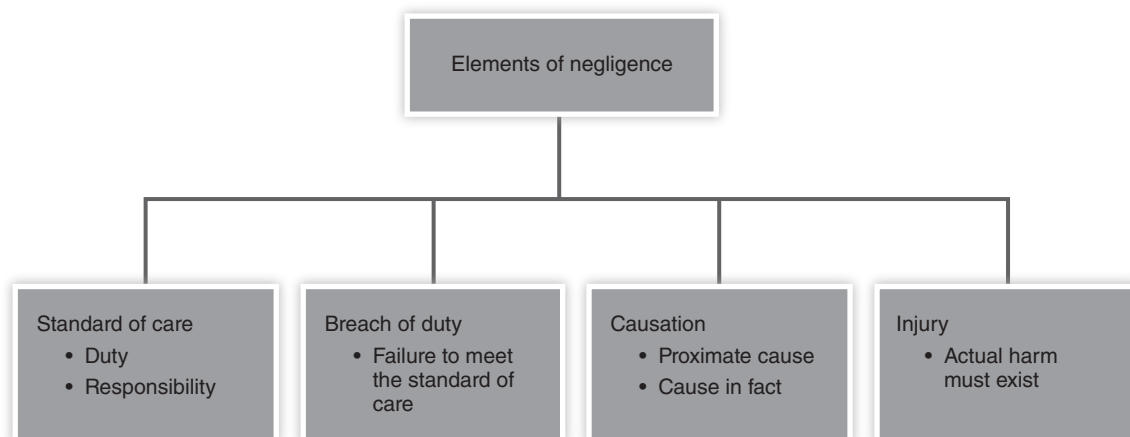 Elements of negligence
Standard of care
• Duty
• Responsibility
Breach of duty
• Failure to meet
the standard of
care
Causation
• Proximate cause
• Cause in fact
Injury
• Actual harm
must exist